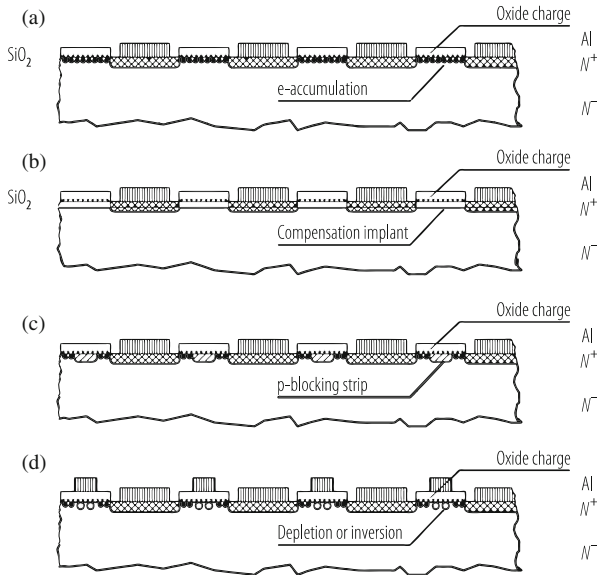 (a)
Oxide charge
Al
SiO₂
N⁺
e-accumulation
N⁻
(b)
Oxide charge
Al
SiO₂
N⁺
Compensation implant
N⁻
(c)
Oxide charge
Al
N⁺
p-blocking strip
N⁻
(d)
Oxide charge
Al
N⁺
Depletion or inversion
N⁻